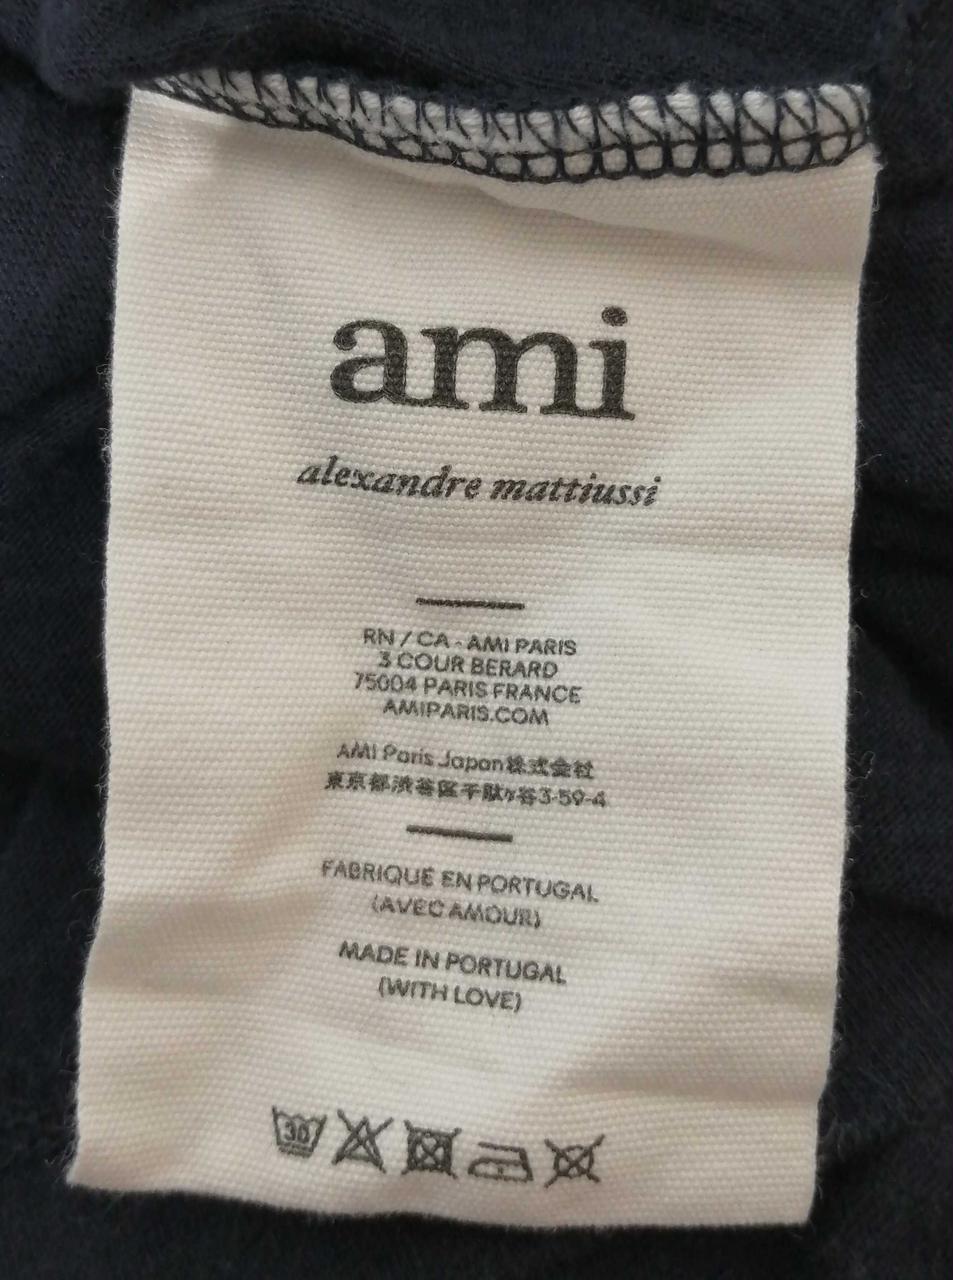 ami
alexandre mattiussi
RN / CA - AMI PARIS
3 COUR BERARD
75004 PARIS FRANCE
AMIPARIS.COM
AMI Paris Japan株式会社
東京都渋谷区千駄ヶ谷3-59-4
FABRIQUÉ EN PORTUGAL
(AVEC AMOUR)
MADE IN PORTUGAL
(WITH LOVE)
30